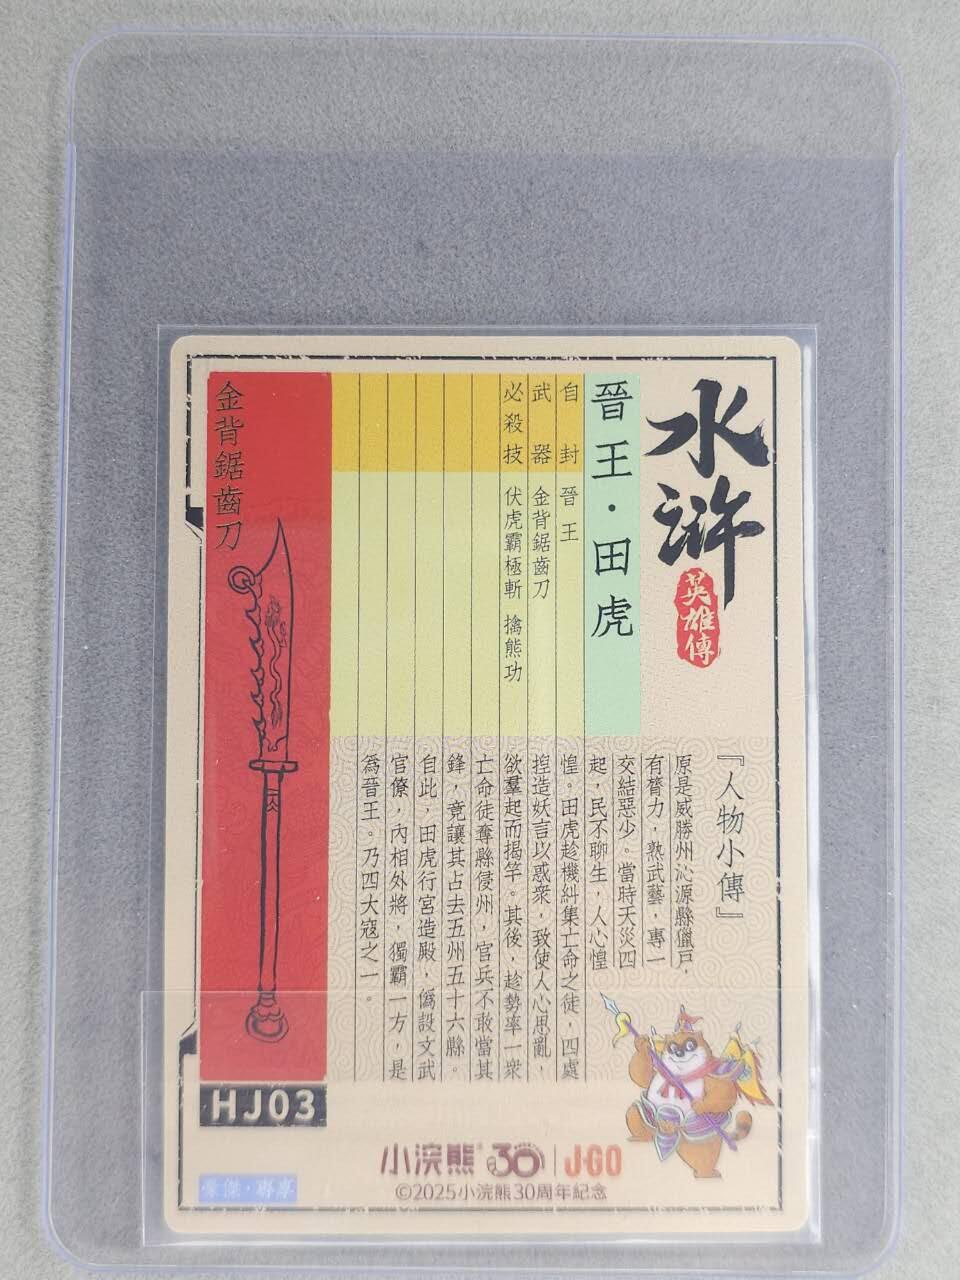 水滸
英雄傳
晉王·田虎
自封 晉王
武器 金背鋸齒刀
必殺技 伏虎霸極斬 擒熊功
金背鋸齒刀
『人物小傳』
原是威勝州沁源縣獵戶，
有膂力，熟武藝，專一
交結惡少。當時天災四
起，民不聊生，人心惶
惶。田虎趁機糾集亡命之徒，四處
捏造妖言以惑衆，致使人心思亂，
欲羣起而揭竿。其後，趁勢率一衆
亡命徒奪縣侵州，官兵不敢當其
鋒，竟讓其占去五州五十六縣。
自此，田虎行宮造殿，僞設文武
官僚，內相外將，獨霸一方，是
爲晉王。乃四大寇之一。
HJ03
豪傑·聯享
小浣熊 30 J·GO
©2025小浣熊30周年紀念